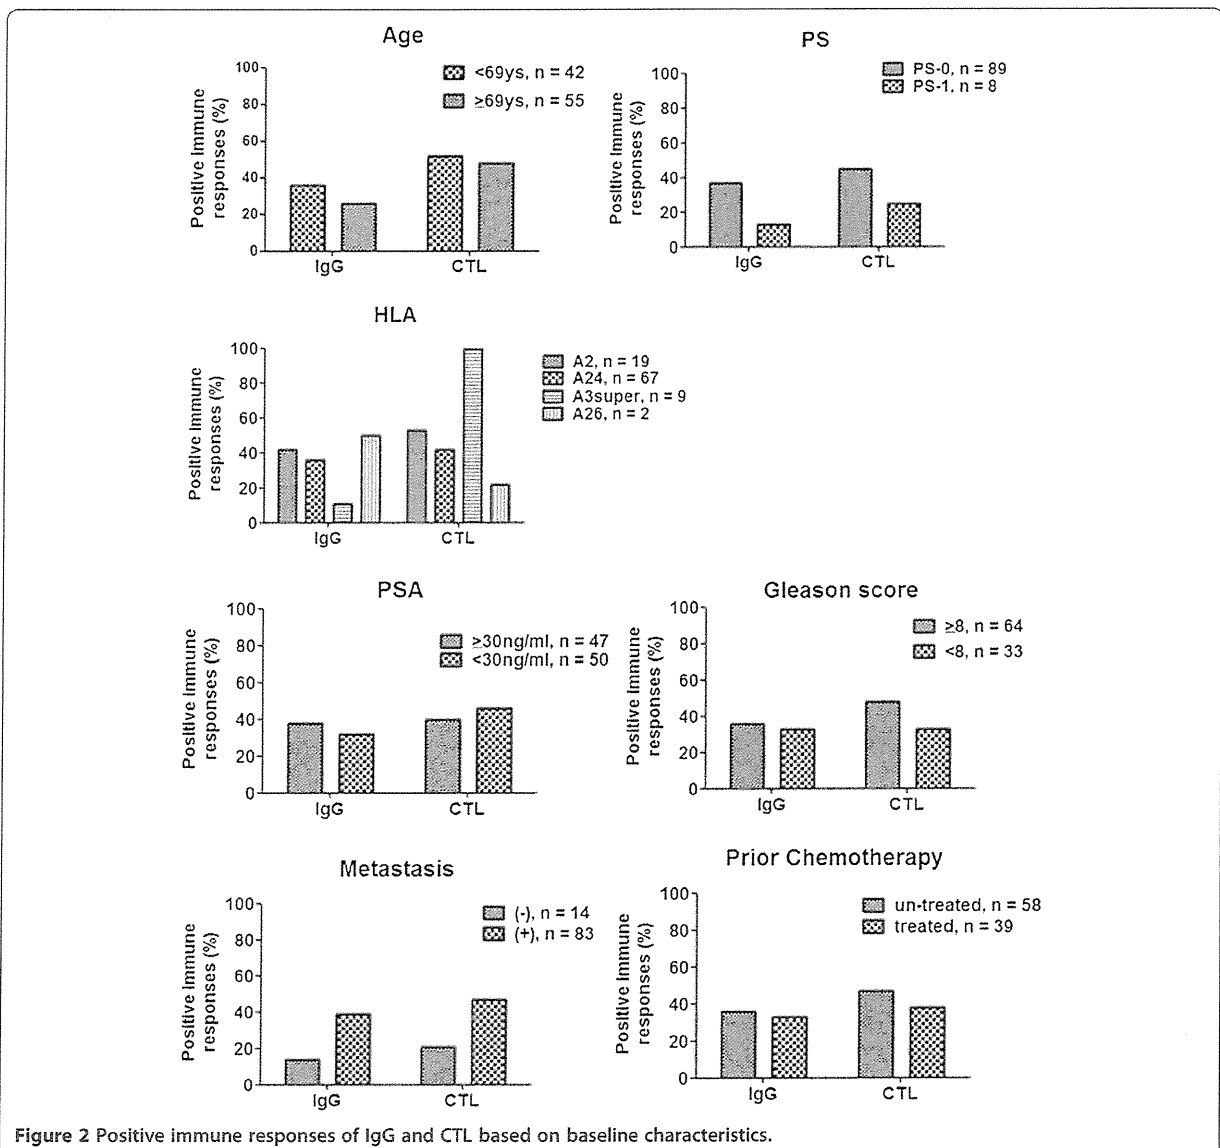 Age
Positive Immune
responses (%)
100
80
60
40
20
0
<69ys, n = 42
≥69ys, n = 55
IgG
CTL
PS
Positive Immune
responses (%)
100
80
60
40
20
0
PS-0, n = 89
PS-1, n = 8
IgG
CTL
HLA
Positive Immune
responses (%)
100
80
60
40
20
0
A2, n = 19
A24, n = 67
A3super, n = 9
A26, n = 2
IgG
CTL
PSA
Positive Immune
responses (%)
100
80
60
40
20
0
≥30ng/ml, n = 47
<30ng/ml, n = 50
IgG
CTL
Gleason score
Positive Immune
responses (%)
100
80
60
40
20
0
≥8, n = 64
<8, n = 33
IgG
CTL
Metastasis
Positive Immune
responses (%)
100
80
60
40
20
0
(-), n = 14
(+), n = 83
IgG
CTL
Prior Chemotherapy
Positive Immune
responses (%)
100
80
60
40
20
0
un-treated, n = 58
treated, n = 39
IgG
CTL
Figure 2 Positive immune responses of IgG and CTL based on baseline characteristics.